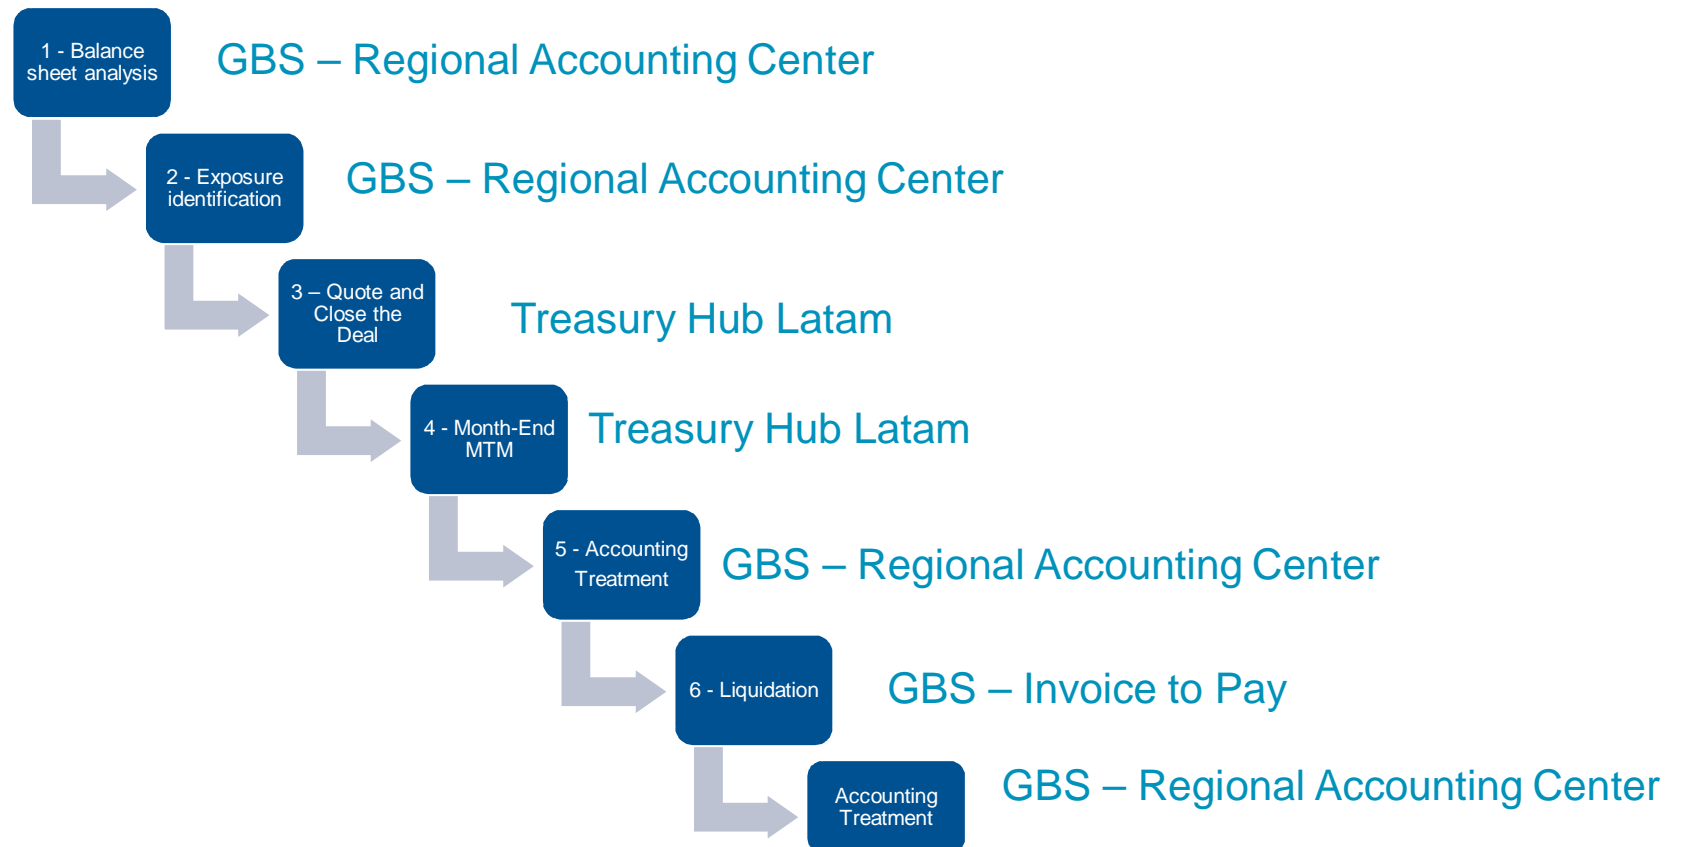 1 - Balance
sheet analysis
GBS – Regional Accounting Center
2 - Exposure
identification
GBS – Regional Accounting Center
3 – Quote and
Close the
Deal
Treasury Hub Latam
4 - Month-End
MTM
Treasury Hub Latam
5 - Accounting
Treatment
GBS – Regional Accounting Center
6 - Liquidation
GBS – Invoice to Pay
Accounting
Treatment
GBS – Regional Accounting Center